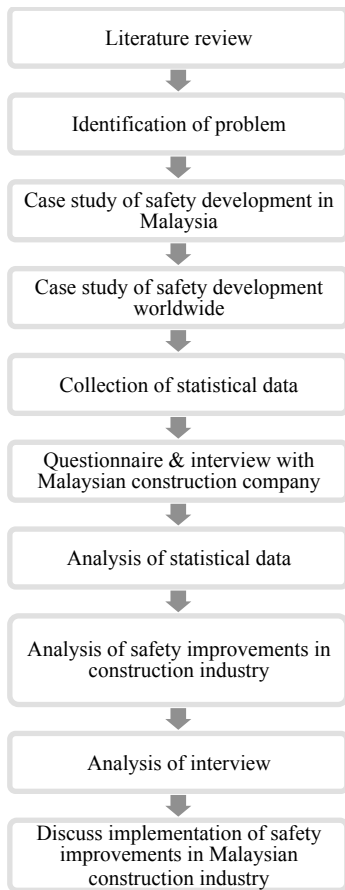 Literature review
Identification of problem
Case study of safety development in
Malaysia
Case study of safety development
worldwide
Collection of statistical data
Questionnaire & interview with
Malaysian construction company
Analysis of statistical data
Analysis of safety improvements in
construction industry
Analysis of interview
Discuss implementation of safety
improvements in Malaysian
construction industry